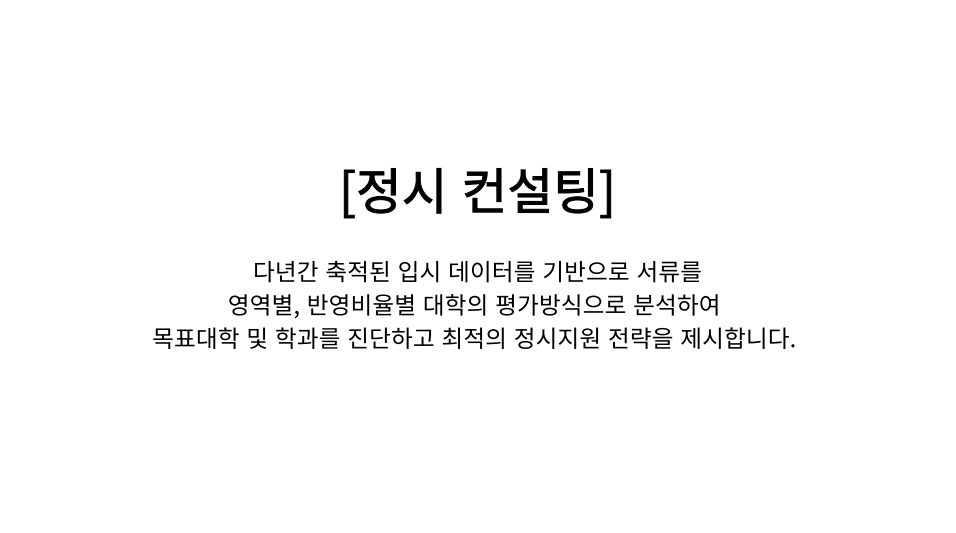 [정시 컨설팅]
다년간 축적된 입시 데이터를 기반으로 서류를
영역별, 반영비율별 대학의 평가방식으로 분석하여
목표대학 및 학과를 진단하고 최적의 정시지원 전략을 제시합니다.